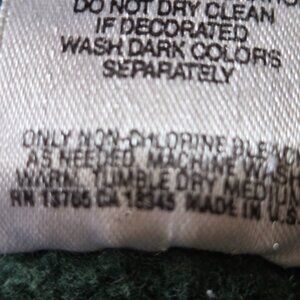 DO NOT DRY CLEAN
IF DECORATED
WASH DARK COLORS
SEPARATELY
ONLY NON-CHLORINE BLEACH
AS NEEDED. MACHINE WASH
WARM. TUMBLE DRY MEDIUM
RN 13765 CA 15345 MADE IN U.S.